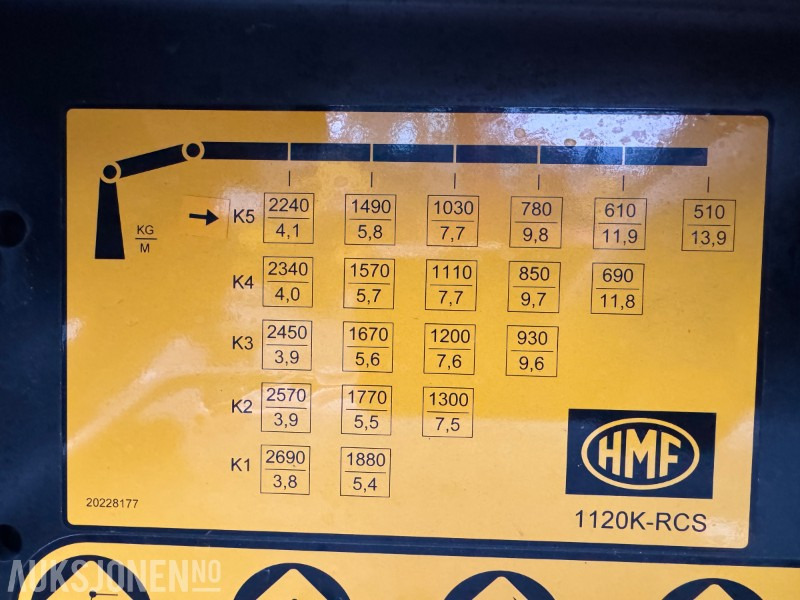 KG
M
K5 2240 1490 1030 780 610 510
4,1 5,8 7,7 9,8 11,9 13,9
K4 2340 1570 1110 850 690
4,0 5,7 7,7 9,7 11,8
K3 2450 1670 1200 930
3,9 5,6 7,6 9,6
K2 2570 1770 1300
3,9 5,5 7,5
K1 2690 1880
3,8 5,4
HMF
20228177
1120K-RCS
AUKSJONEN.NO